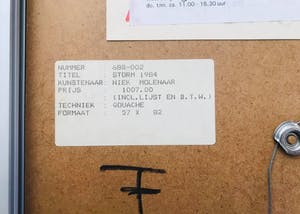 do. t/m za. 11.00 - 16.30 uur
NUMMER : 688-002
TITEL : STORM 1984
KUNSTENAAR: NIEK MOLENAAR
PRIJS : 1007.00
: (INCL.LIJST EN B.T.W.)
TECHNIEK : GOUACHE
FORMAAT : 57 X 82